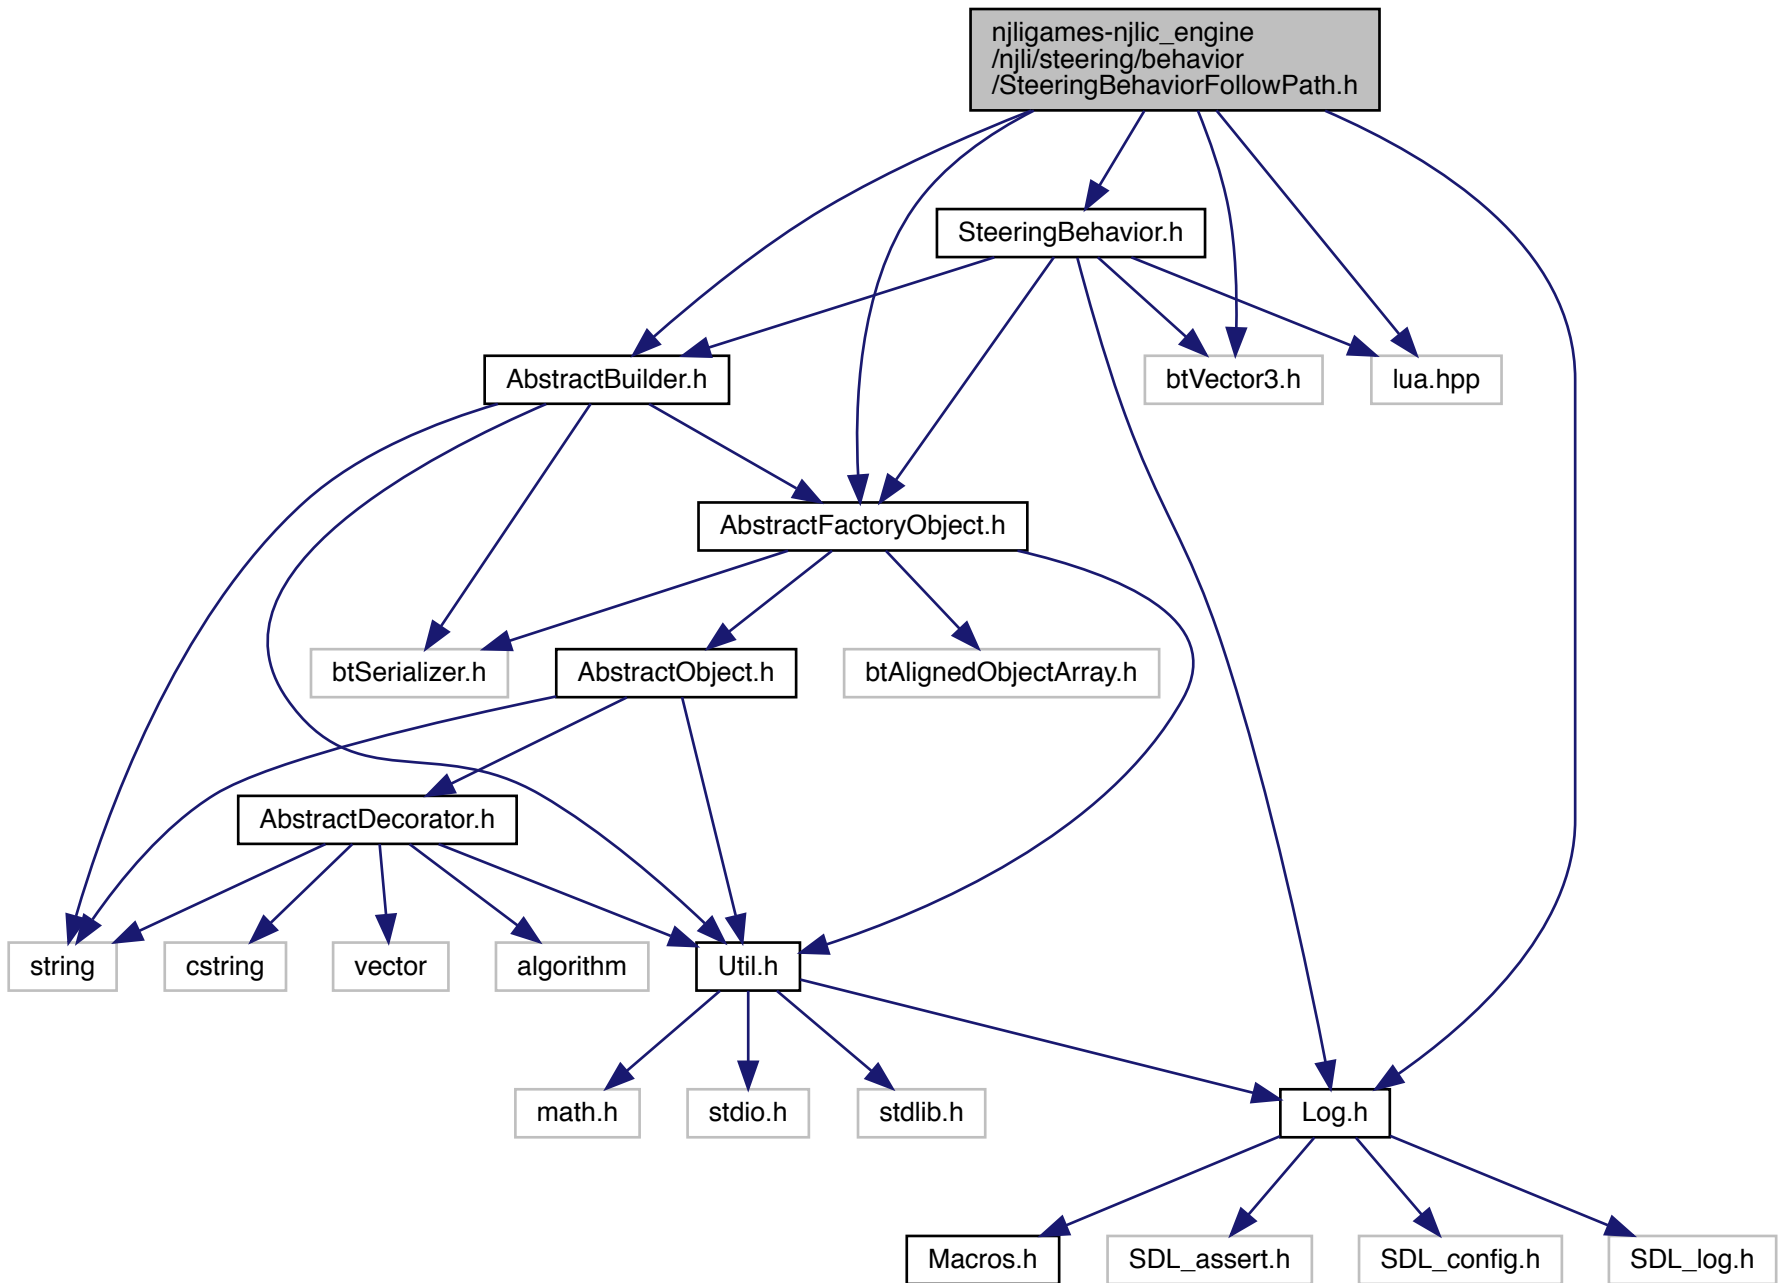 njligames-njlic_engine
/njli/steering/behavior
/SteeringBehaviorFollowPath.h
SteeringBehavior.h
AbstractBuilder.h
btVector3.h
lua.hpp
AbstractFactoryObject.h
btSerializer.h
AbstractObject.h
btAlignedObjectArray.h
AbstractDecorator.h
string
cstring
vector
algorithm
Util.h
math.h
stdio.h
stdlib.h
Log.h
Macros.h
SDL_assert.h
SDL_config.h
SDL_log.h